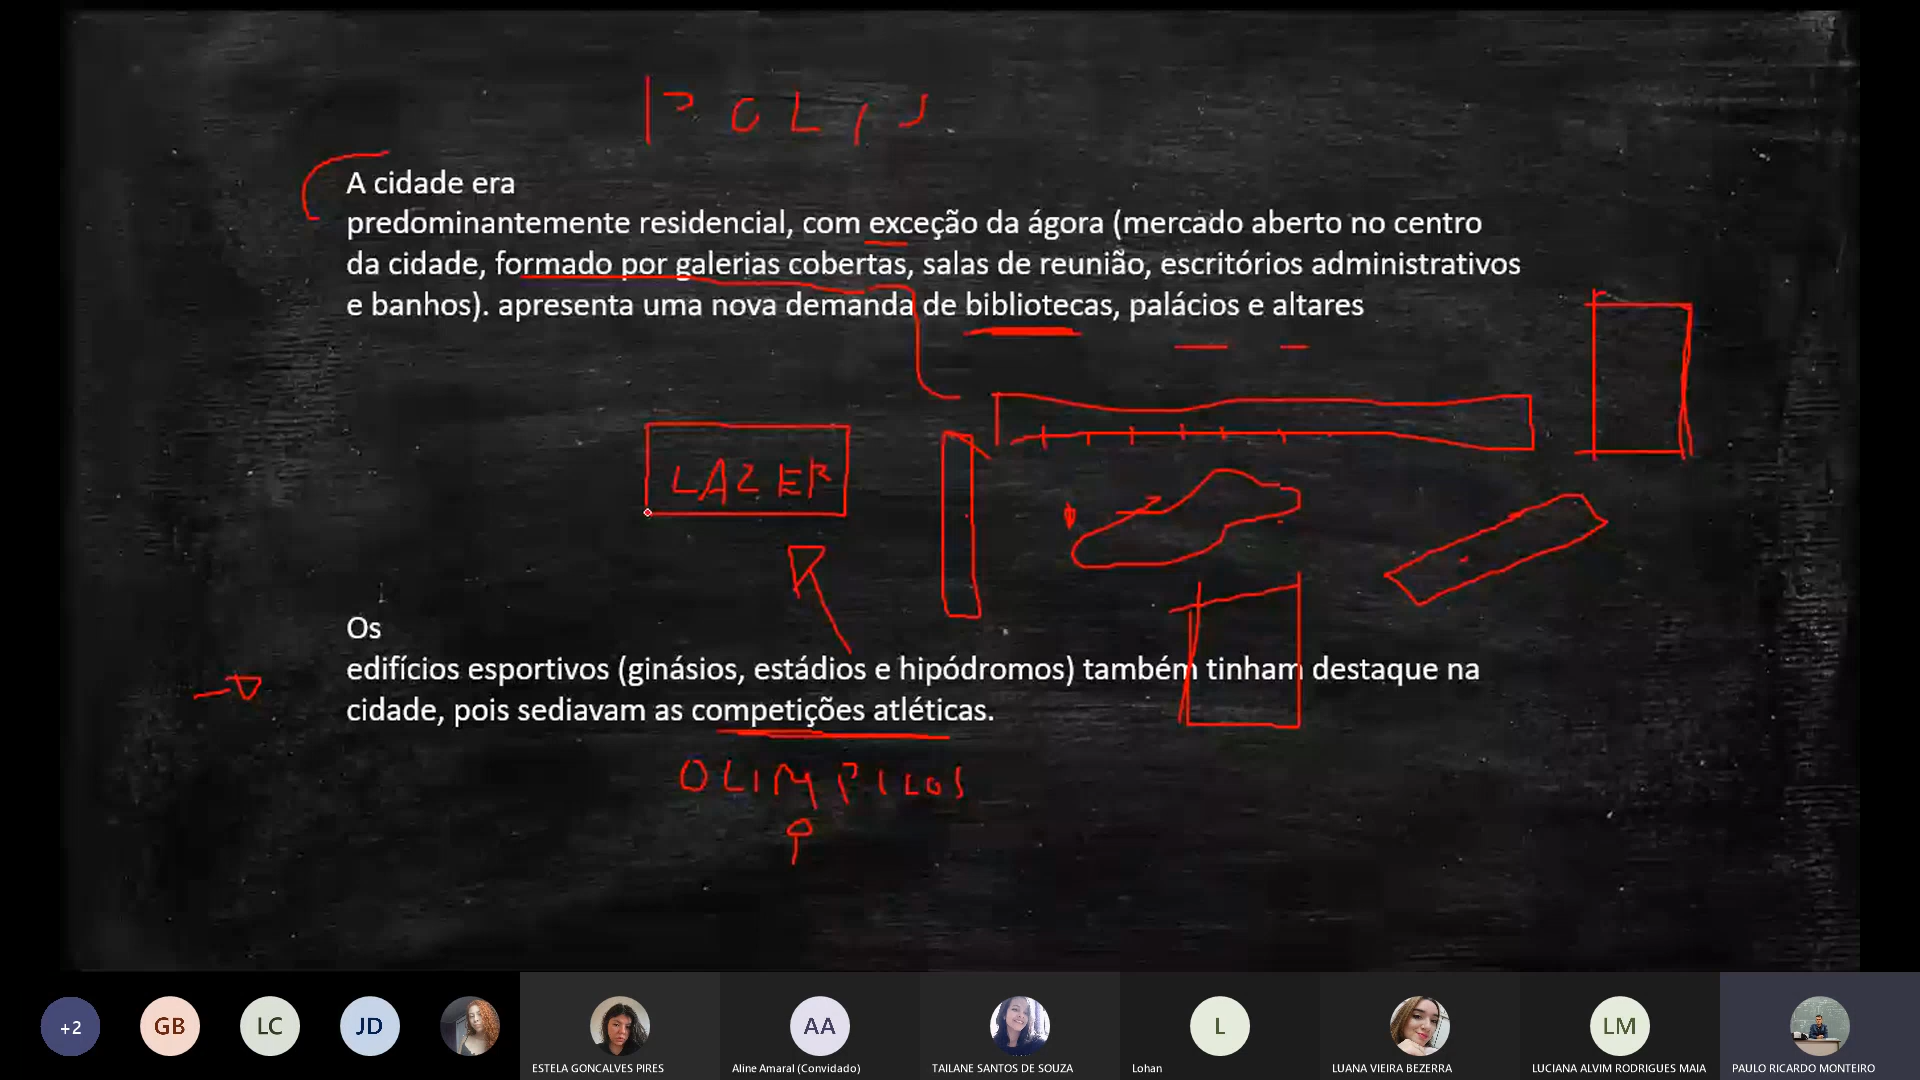 POLIS
A cidade era
predominantemente residencial, com exceção da ágora (mercado aberto no centro
da cidade, formado por galerias cobertas, salas de reunião, escritórios administrativos
e banhos). apresenta uma nova demanda de bibliotecas, palácios e altares
LAZER
Os
edifícios esportivos (ginásios, estádios e hipódromos) também tinham destaque na
cidade, pois sediavam as competições atléticas.
OLIMPICOS
+2
GB
LC
JD
AA
L
LM
ESTELA GONCALVES PIRES
Aline Amaral (Convidado)
TAILANE SANTOS DE SOUZA
Lohan
LUANA VIEIRA BEZERRA
LUCIANA ALVIM RODRIGUES MAIA
PAULO RICARDO MONTEIRO